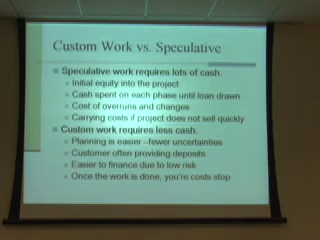 Custom Work vs. Speculative
Speculative work requires lots of cash.
Initial equity into the project
Cash spent on each phase until loan drawn
Cost of overruns and changes
Carrying costs if project does not sell quickly
Custom work requires less cash.
Planning is easier –fewer uncertainties
Customer often providing deposits
Easier to finance due to low risk
Once the work is done, you're costs stop